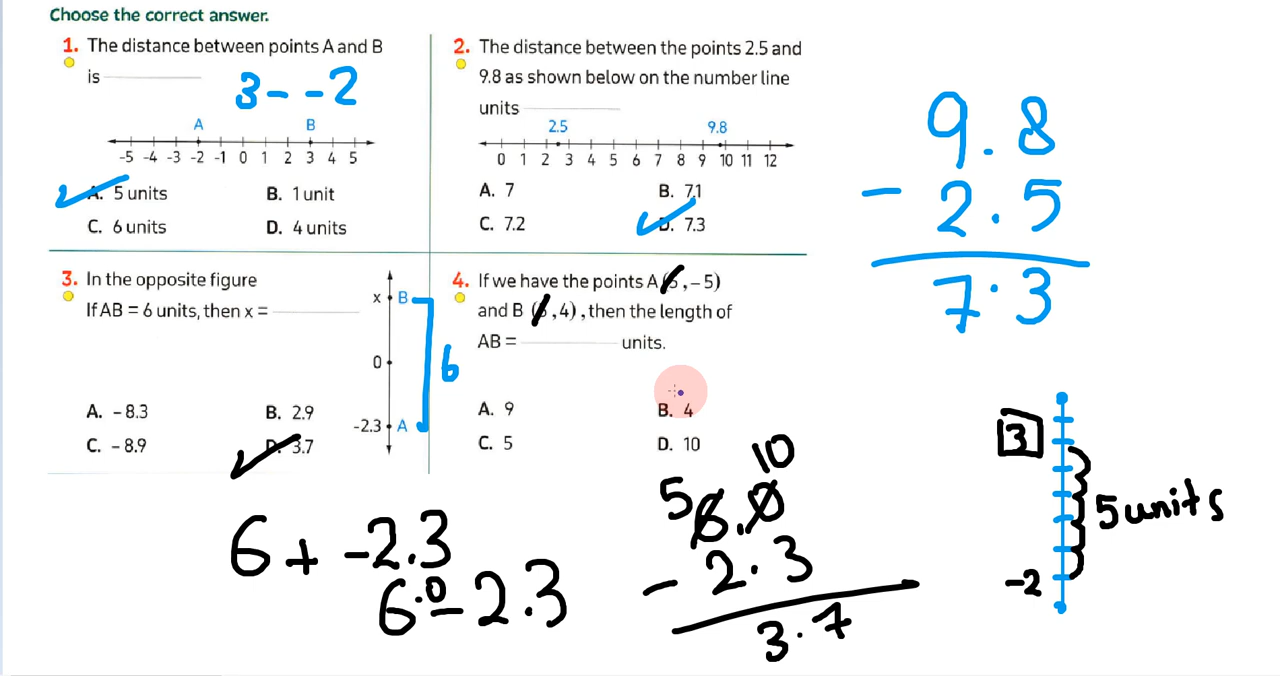 Choose the correct answer.
1. The distance between points A and B
is
3 - - 2
A B
-5 -4 -3 -2 -1 0 1 2 3 4 5
A. 5 units B. 1 unit
C. 6 units D. 4 units
2. The distance between the points 2.5 and
9.8 as shown below on the number line
units
2.5 9.8
0 1 2 3 4 5 6 7 8 9 10 11 12
A. 7 B. 7.1
C. 7.2 D. 7.3
9.8
- 2.5
7.3
3. In the opposite figure
If AB = 6 units, then x =
x B
0
-2.3 A
6
A. - 8.3 B. 2.9
C. - 8.9 D. 3.7
4. If we have the points A ( , -5)
and B ( , 4) , then the length of
AB = units.
A. 9 B. 4
C. 5 D. 10
6 + -2.3
6.0 - 2.3
5 10
6.0
- 2.3
3.7
3
5 units
-2